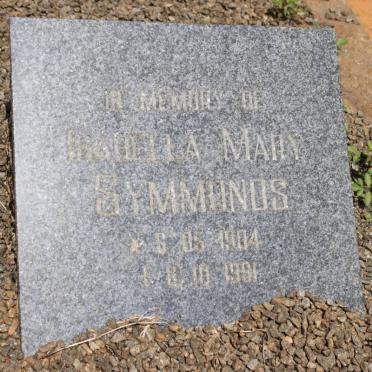 IN MEMORY OF
ISABELLA MARY
SYMMONDS
* 6·05·1904